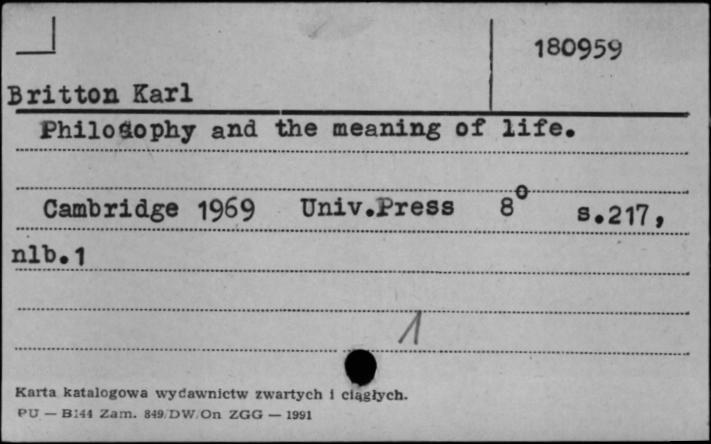 180959
Britton Karl
Philosophy and the meaning of life.
Cambridge 1969 Univ.Press 8° s.217,
nlb.1
1
Karta katalogowa wydawnictw zwartych i ciągłych.
PU — B144 Zam. 849/DW/On ZGG — 1991